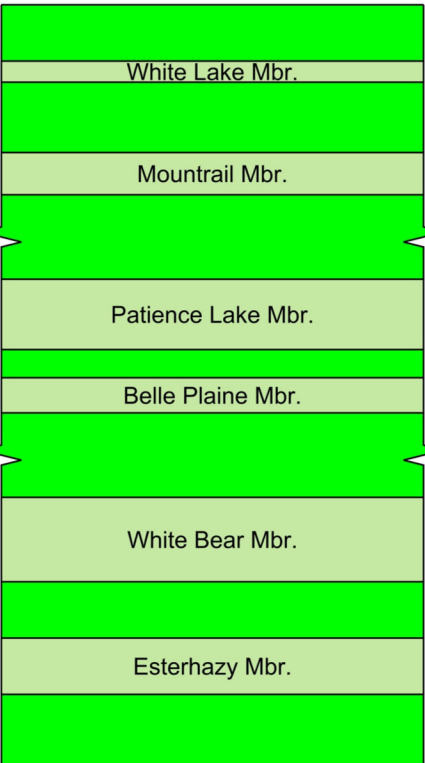 White Lake Mbr.
Mountrail Mbr.
Patience Lake Mbr.
Belle Plaine Mbr.
White Bear Mbr.
Esterhazy Mbr.